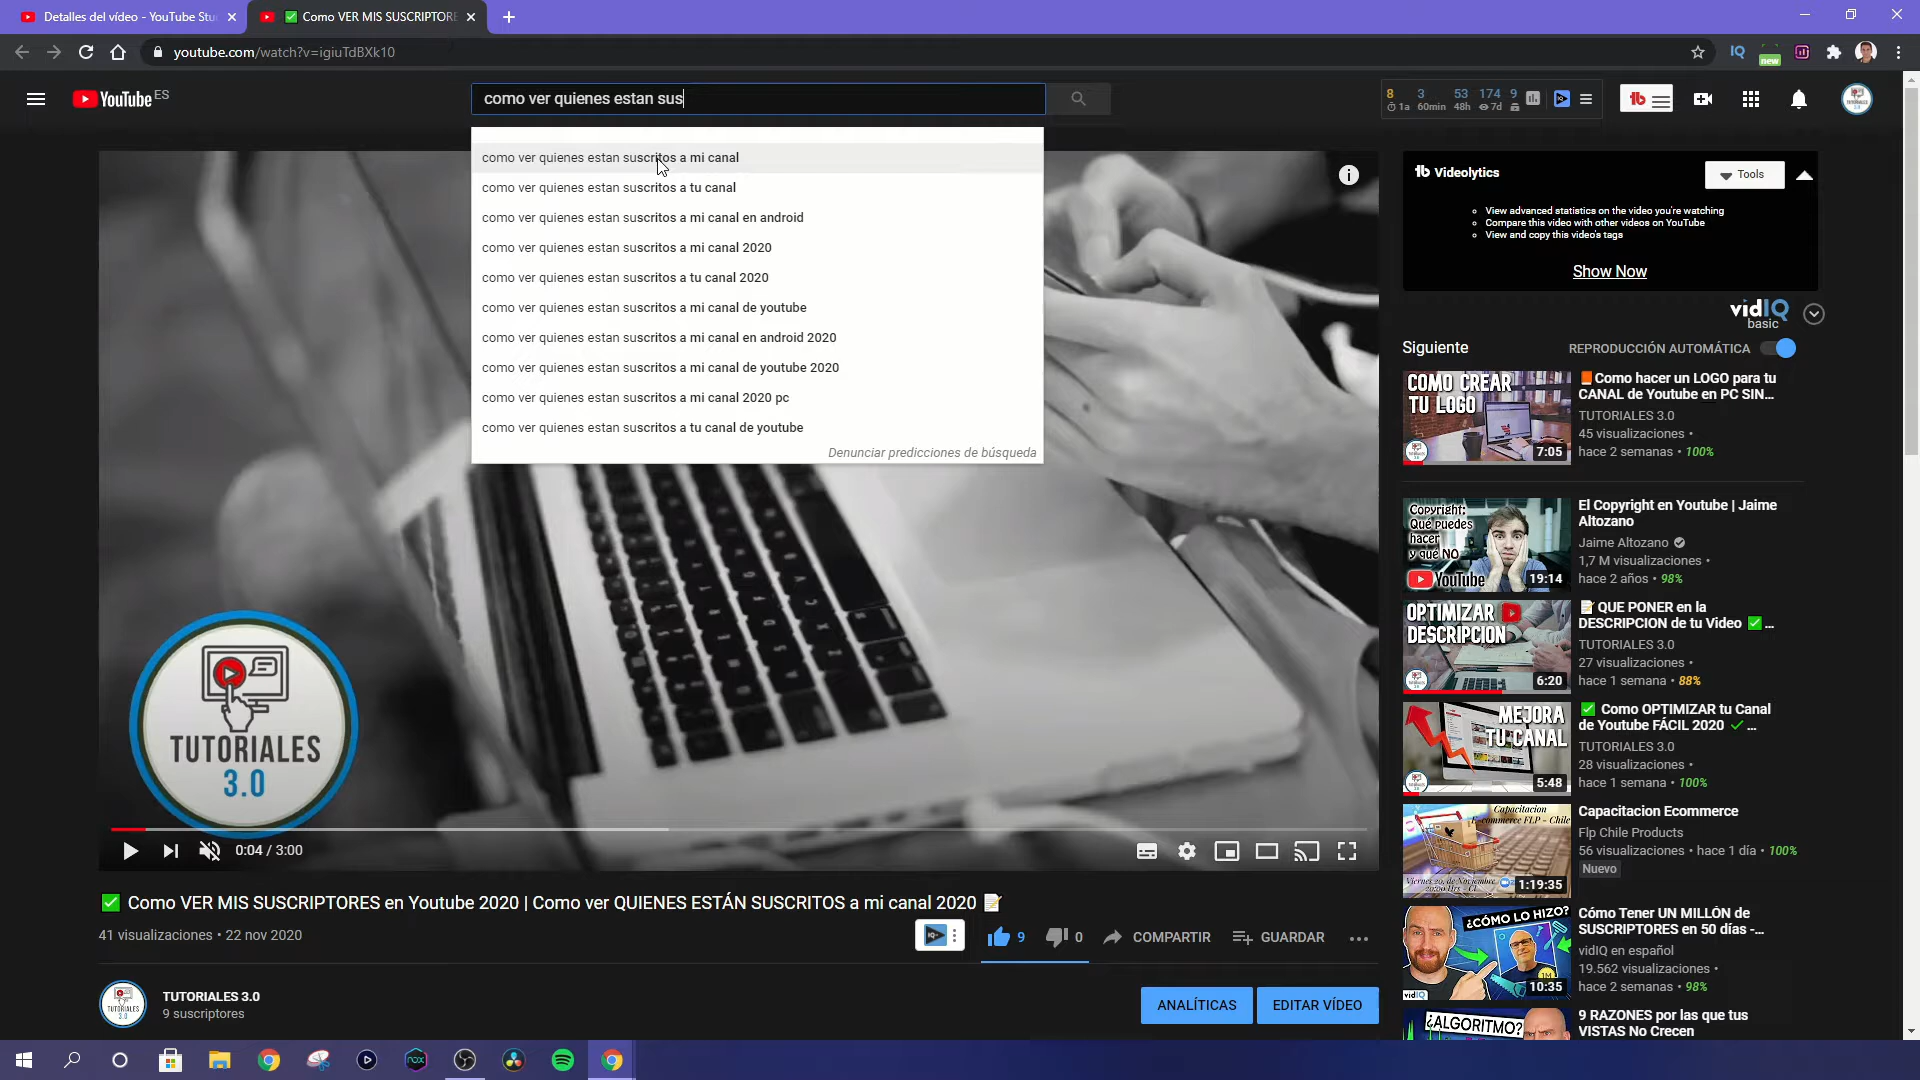 Detalles del vídeo - YouTube Stu
✅ Como VER MIS SUSCRIPTORE
youtube.com/watch?v=igiuTdBXk10
IQ
new
YouTube ES
como ver quienes estan sus
8 3 53 174 9
1a 60min 48h 7d
como ver quienes estan suscritos a mi canal
como ver quienes estan suscritos a tu canal
como ver quienes estan suscritos a mi canal en android
como ver quienes estan suscritos a mi canal 2020
como ver quienes estan suscritos a tu canal 2020
como ver quienes estan suscritos a mi canal de youtube
como ver quienes estan suscritos a mi canal en android 2020
como ver quienes estan suscritos a mi canal de youtube 2020
como ver quienes estan suscritos a mi canal 2020 pc
como ver quienes estan suscritos a tu canal de youtube
Denunciar predicciones de búsqueda
TUTORIALES
3.0
0:04 / 3:00
✅ Como VER MIS SUSCRIPTORES en Youtube 2020 | Como ver QUIENES ESTÁN SUSCRITOS a mi canal 2020 📝
41 visualizaciones • 22 nov 2020
9
0
COMPARTIR
GUARDAR
TUTORIALES 3.0
9 suscriptores
ANALÍTICAS
EDITAR VÍDEO
Videolytics
Tools
View advanced statistics on the video you're watching
Compare this video with other videos on YouTube
View and copy this video's tags
Show Now
vidIQ
basic
Siguiente
REPRODUCCIÓN AUTOMÁTICA
COMO CREAR
TU LOGO
7:05
📙Como hacer un LOGO para tu
CANAL de Youtube en PC SIN...
TUTORIALES 3.0
45 visualizaciones •
hace 2 semanas • 100%
Copyright:
Qué puedes
hacer
y qué NO
YouTube
19:14
El Copyright en Youtube | Jaime
Altozano
Jaime Altozano
1,7 M visualizaciones •
hace 2 años • 98%
OPTIMIZAR
DESCRIPCION
6:20
📝 QUE PONER en la
DESCRIPCION de tu Video ✅ ...
TUTORIALES 3.0
27 visualizaciones •
hace 1 semana • 88%
MEJORA
TU CANAL
5:48
✅ Como OPTIMIZAR tu Canal
de Youtube FÁCIL 2020 ✔ ...
TUTORIALES 3.0
28 visualizaciones •
hace 1 semana • 100%
Capacitacion
E-commerce FLP - Chile
1:19:35
Capacitacion Ecommerce
Flp Chile Products
56 visualizaciones • hace 1 día • 100%
Nuevo
¿CÓMO LO HIZO?
1M
vidIQ
10:35
Cómo Tener UN MILLÓN de
SUSCRIPTORES en 50 días -...
vidIQ en español
19.562 visualizaciones •
hace 2 semanas • 98%
¿ALGORITMO?
9 RAZONES por las que tus
VISTAS No Crecen
nox